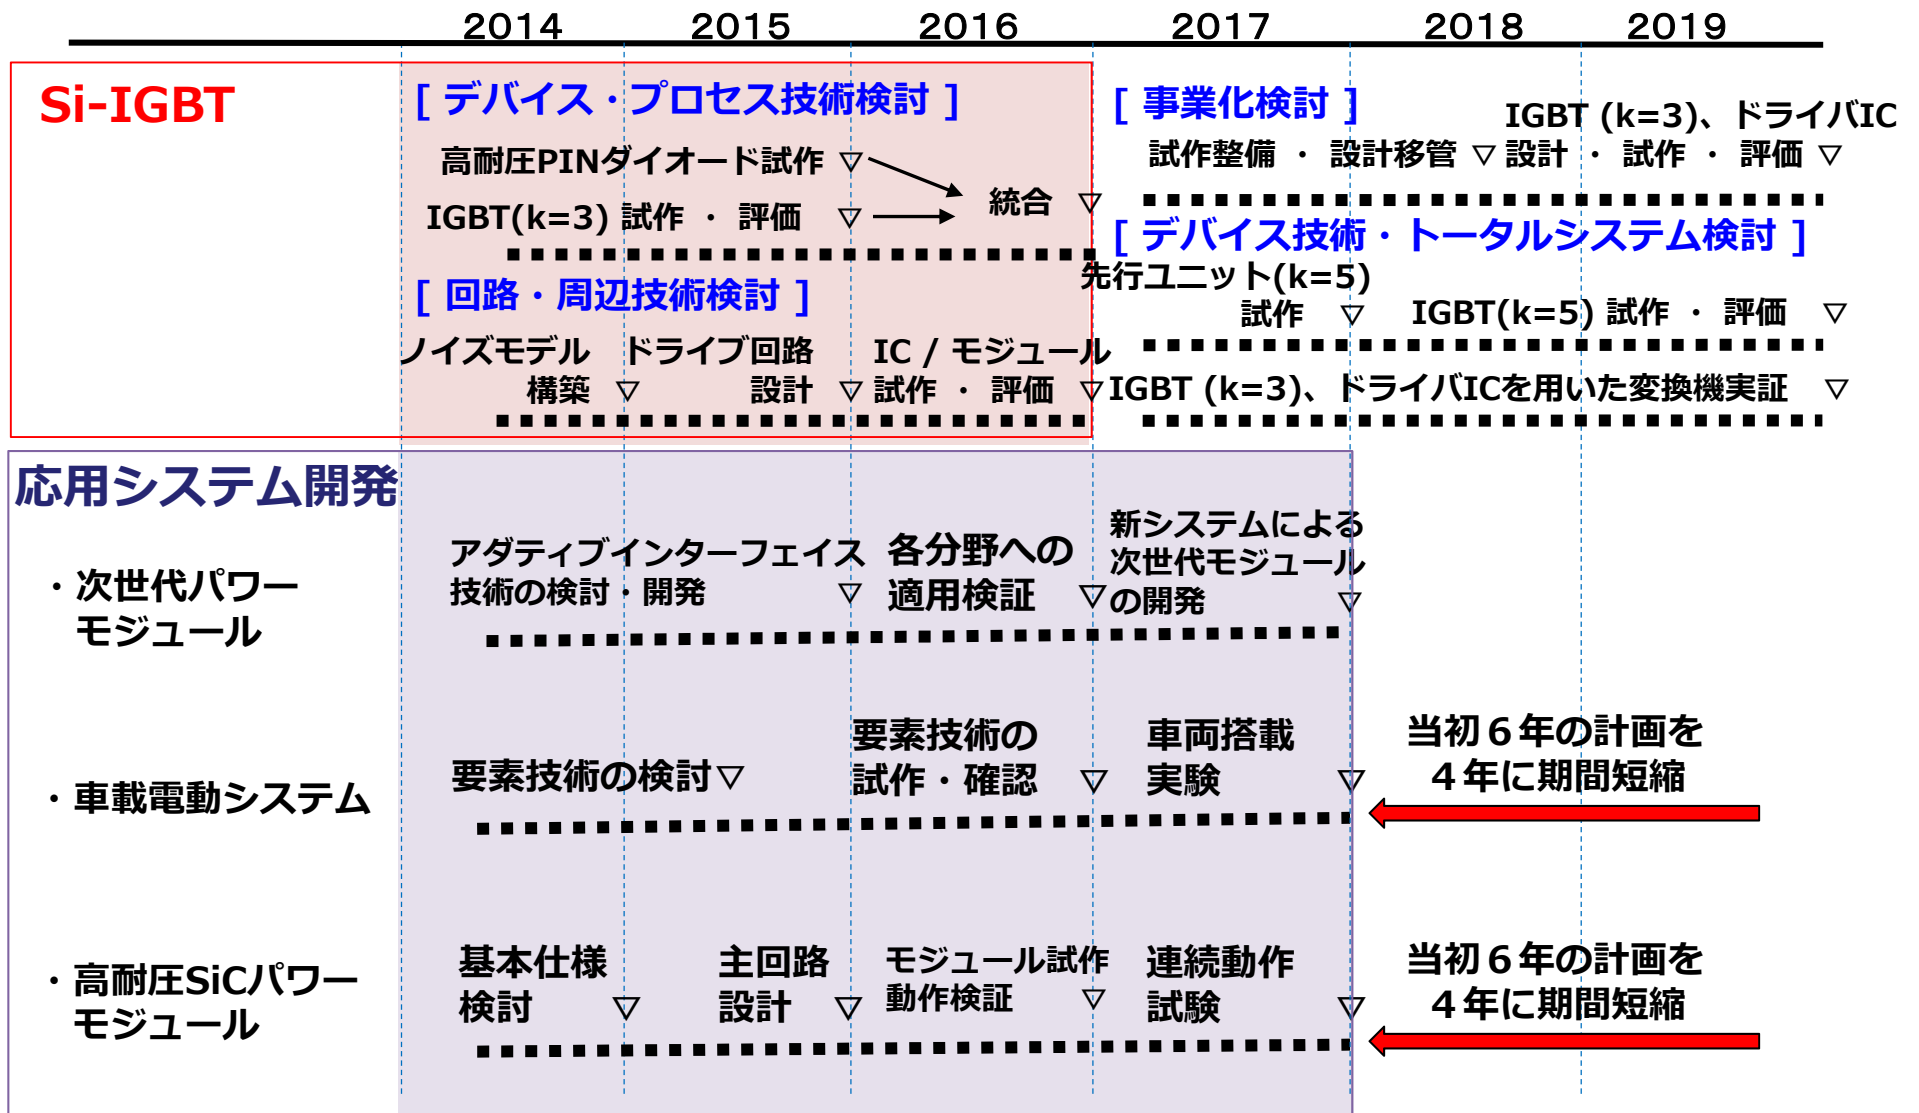 2014 2015 2016 2017 2018 2019
Si-IGBT
[ デバイス・プロセス技術検討 ]
高耐圧PINダイオード試作 ▽
IGBT(k=3) 試作 ・ 評価 ▽
統合 ▽
[ 回路・周辺技術検討 ]
ノイズモデル
構築 ▽
ドライブ回路
設計 ▽
IC / モジュール
試作 ・ 評価 ▽
[ 事業化検討 ]
試作整備 ・ 設計移管 ▽
IGBT (k=3)、ドライバIC
設計 ・ 試作 ・ 評価 ▽
[ デバイス技術・トータルシステム検討 ]
先行ユニット(k=5)
試作 ▽
IGBT(k=5) 試作 ・ 評価 ▽
IGBT (k=3)、ドライバICを用いた変換機実証 ▽
応用システム開発
・次世代パワー
モジュール
アダティブインターフェイス
技術の検討・開発 ▽
各分野への
適用検証 ▽
新システムによる
次世代モジュール
の開発 ▽
・車載電動システム
要素技術の検討▽
要素技術の
試作・確認 ▽
車両搭載
実験 ▽
当初６年の計画を
４年に期間短縮
・高耐圧SiCパワー
モジュール
基本仕様
検討 ▽
主回路
設計 ▽
モジュール試作
動作検証 ▽
連続動作
試験 ▽
当初６年の計画を
４年に期間短縮